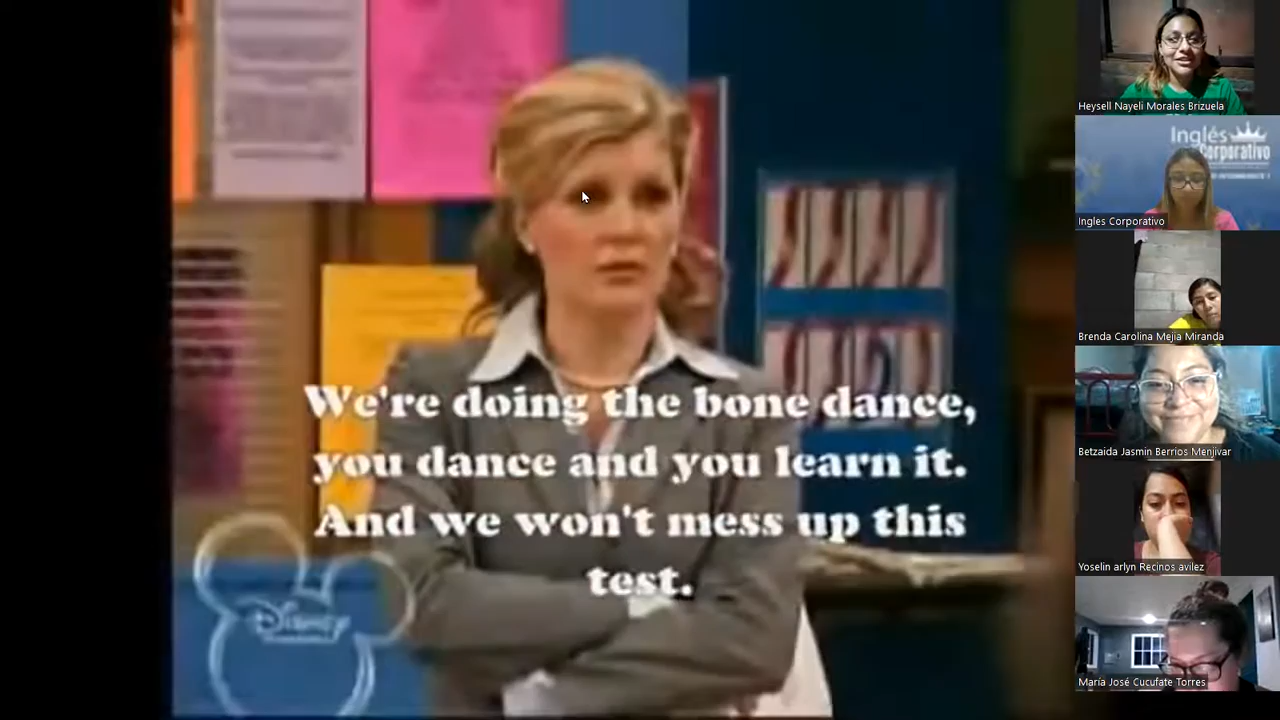 We're doing the bone dance,
you dance and you learn it.
And we won't mess up this
test.
Disney
Heysell Nayeli Morales Brizuela
Inglés
Corporativo
Ingles Corporativo
Brenda Carolina Mejia Miranda
Betzaida Jasmin Berrios Menjivar
Yoselin arlyn Recinos avilez
María José Cucufate Torres